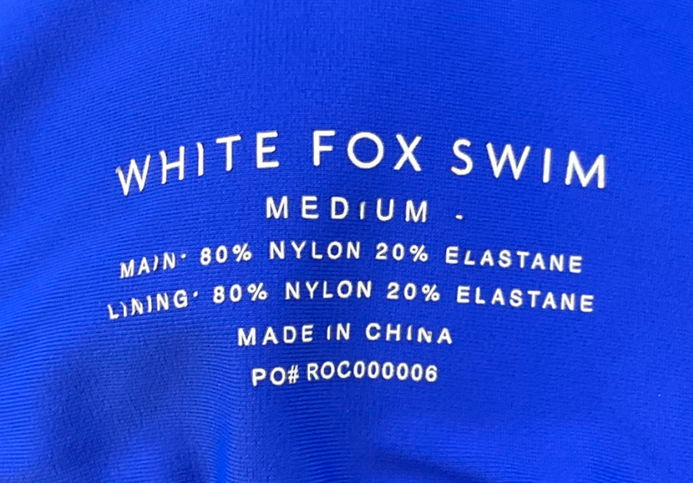 WHITE FOX SWIM
MEDIUM -
MAIN: 80% NYLON 20% ELASTANE
LINING: 80% NYLON 20% ELASTANE
MADE IN CHINA
PO# ROC000006